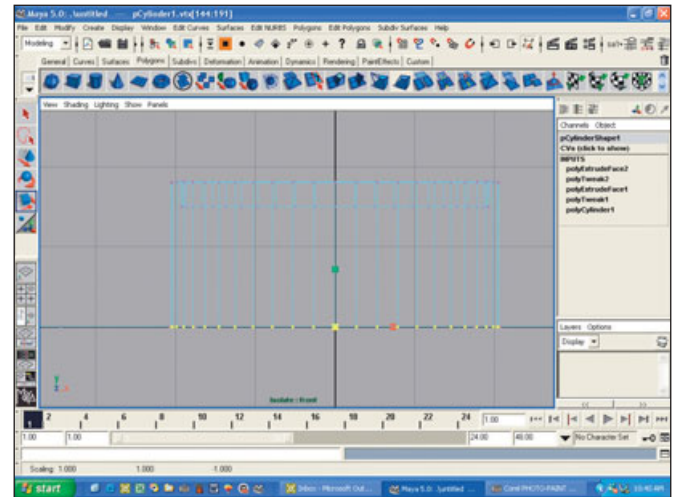 Maya 5.0: .\untitled --- pCylinder1.vtx[144:191]
File Edit Modify Create Display Window Edit Curves Surfaces Edit NURBS Polygons Edit Polygons Subdiv Surfaces Help
Modeling
General Curves Surfaces Polygons Subdivs Deformation Animation Dynamics Rendering PaintEffects Custom
View Shading Lighting Show Panels
Channels Object
pCylinderShape1
CVs (click to show)
INPUTS
polyExtrudeFace2
polyTweak2
polyExtrudeFace1
polyTweak1
polyCylinder1
y
Isolate : front
Layers Options
Display
2 4 6 8 10 12 14 16 18 20 22 24 1.00
1
1.00 1.00 24.00 48.00 No Character Set
Scaling: 1.000 1.000 -1.000
start Inbox - Microsoft Out... Maya 5.0: .\untitled ... Corel PHOTO-PAINT ... 10:40 AM